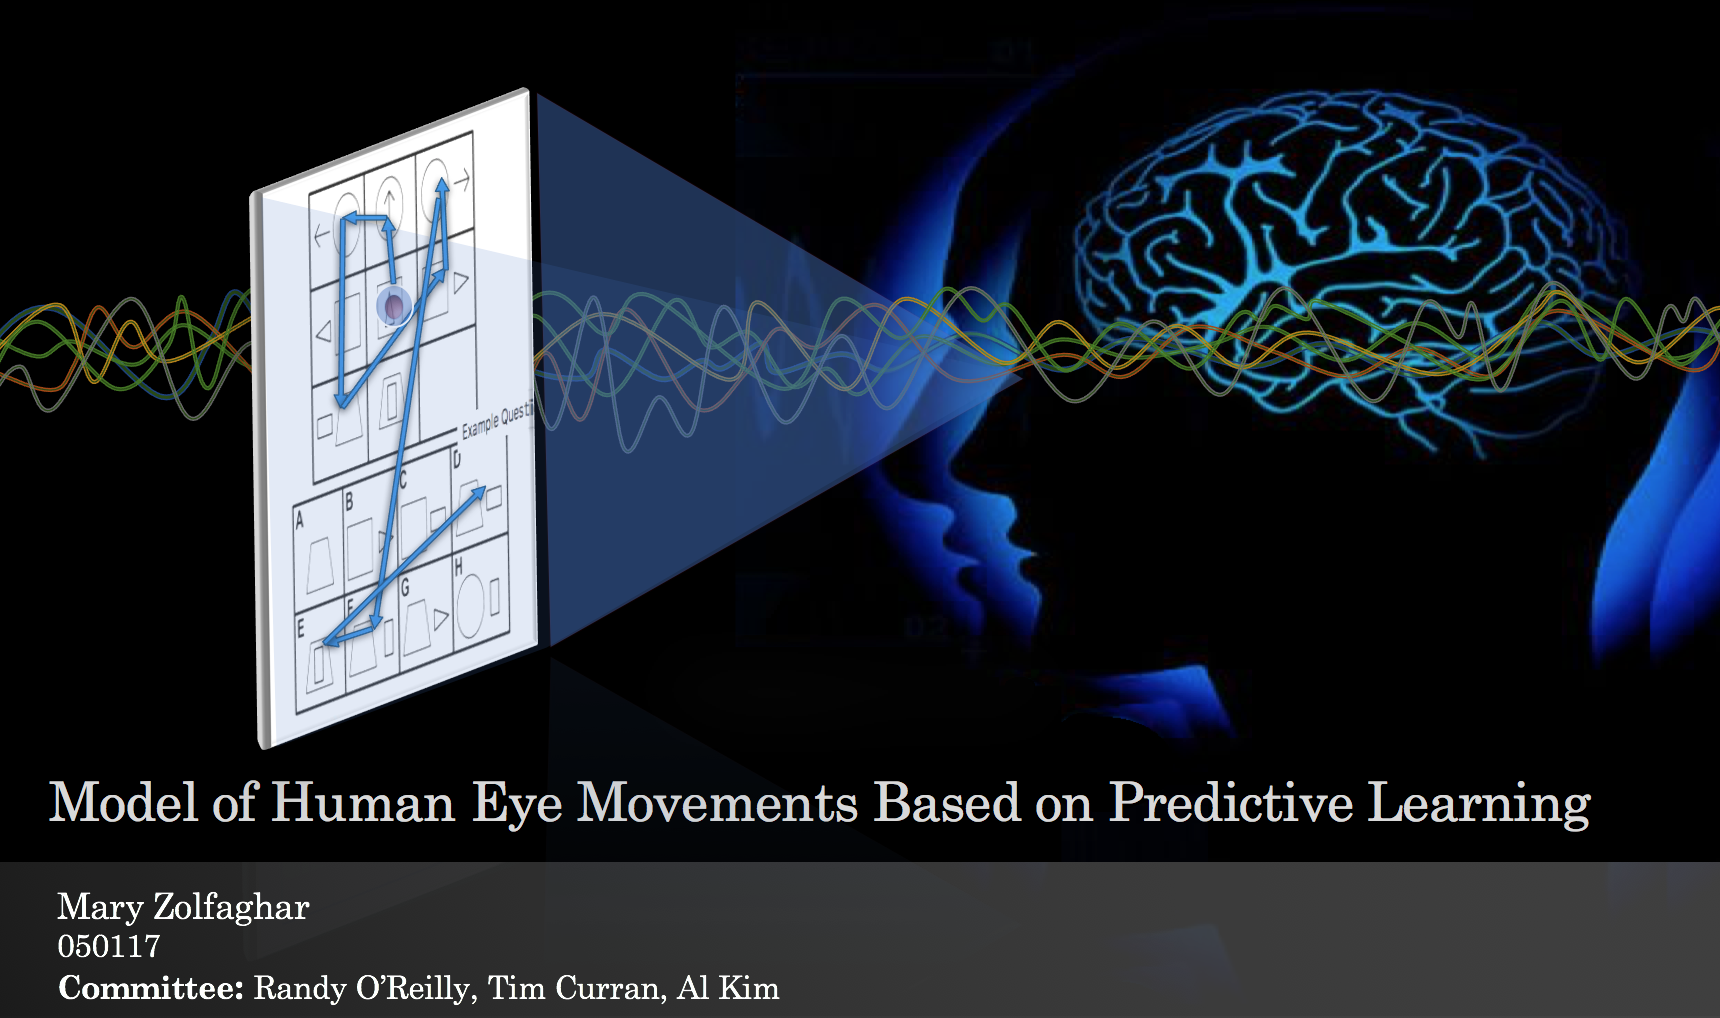 Example Questi
A
B
C
D
E
F
G
H
Model of Human Eye Movements Based on Predictive Learning
Mary Zolfaghar
050117
Committee: Randy O'Reilly, Tim Curran, Al Kim